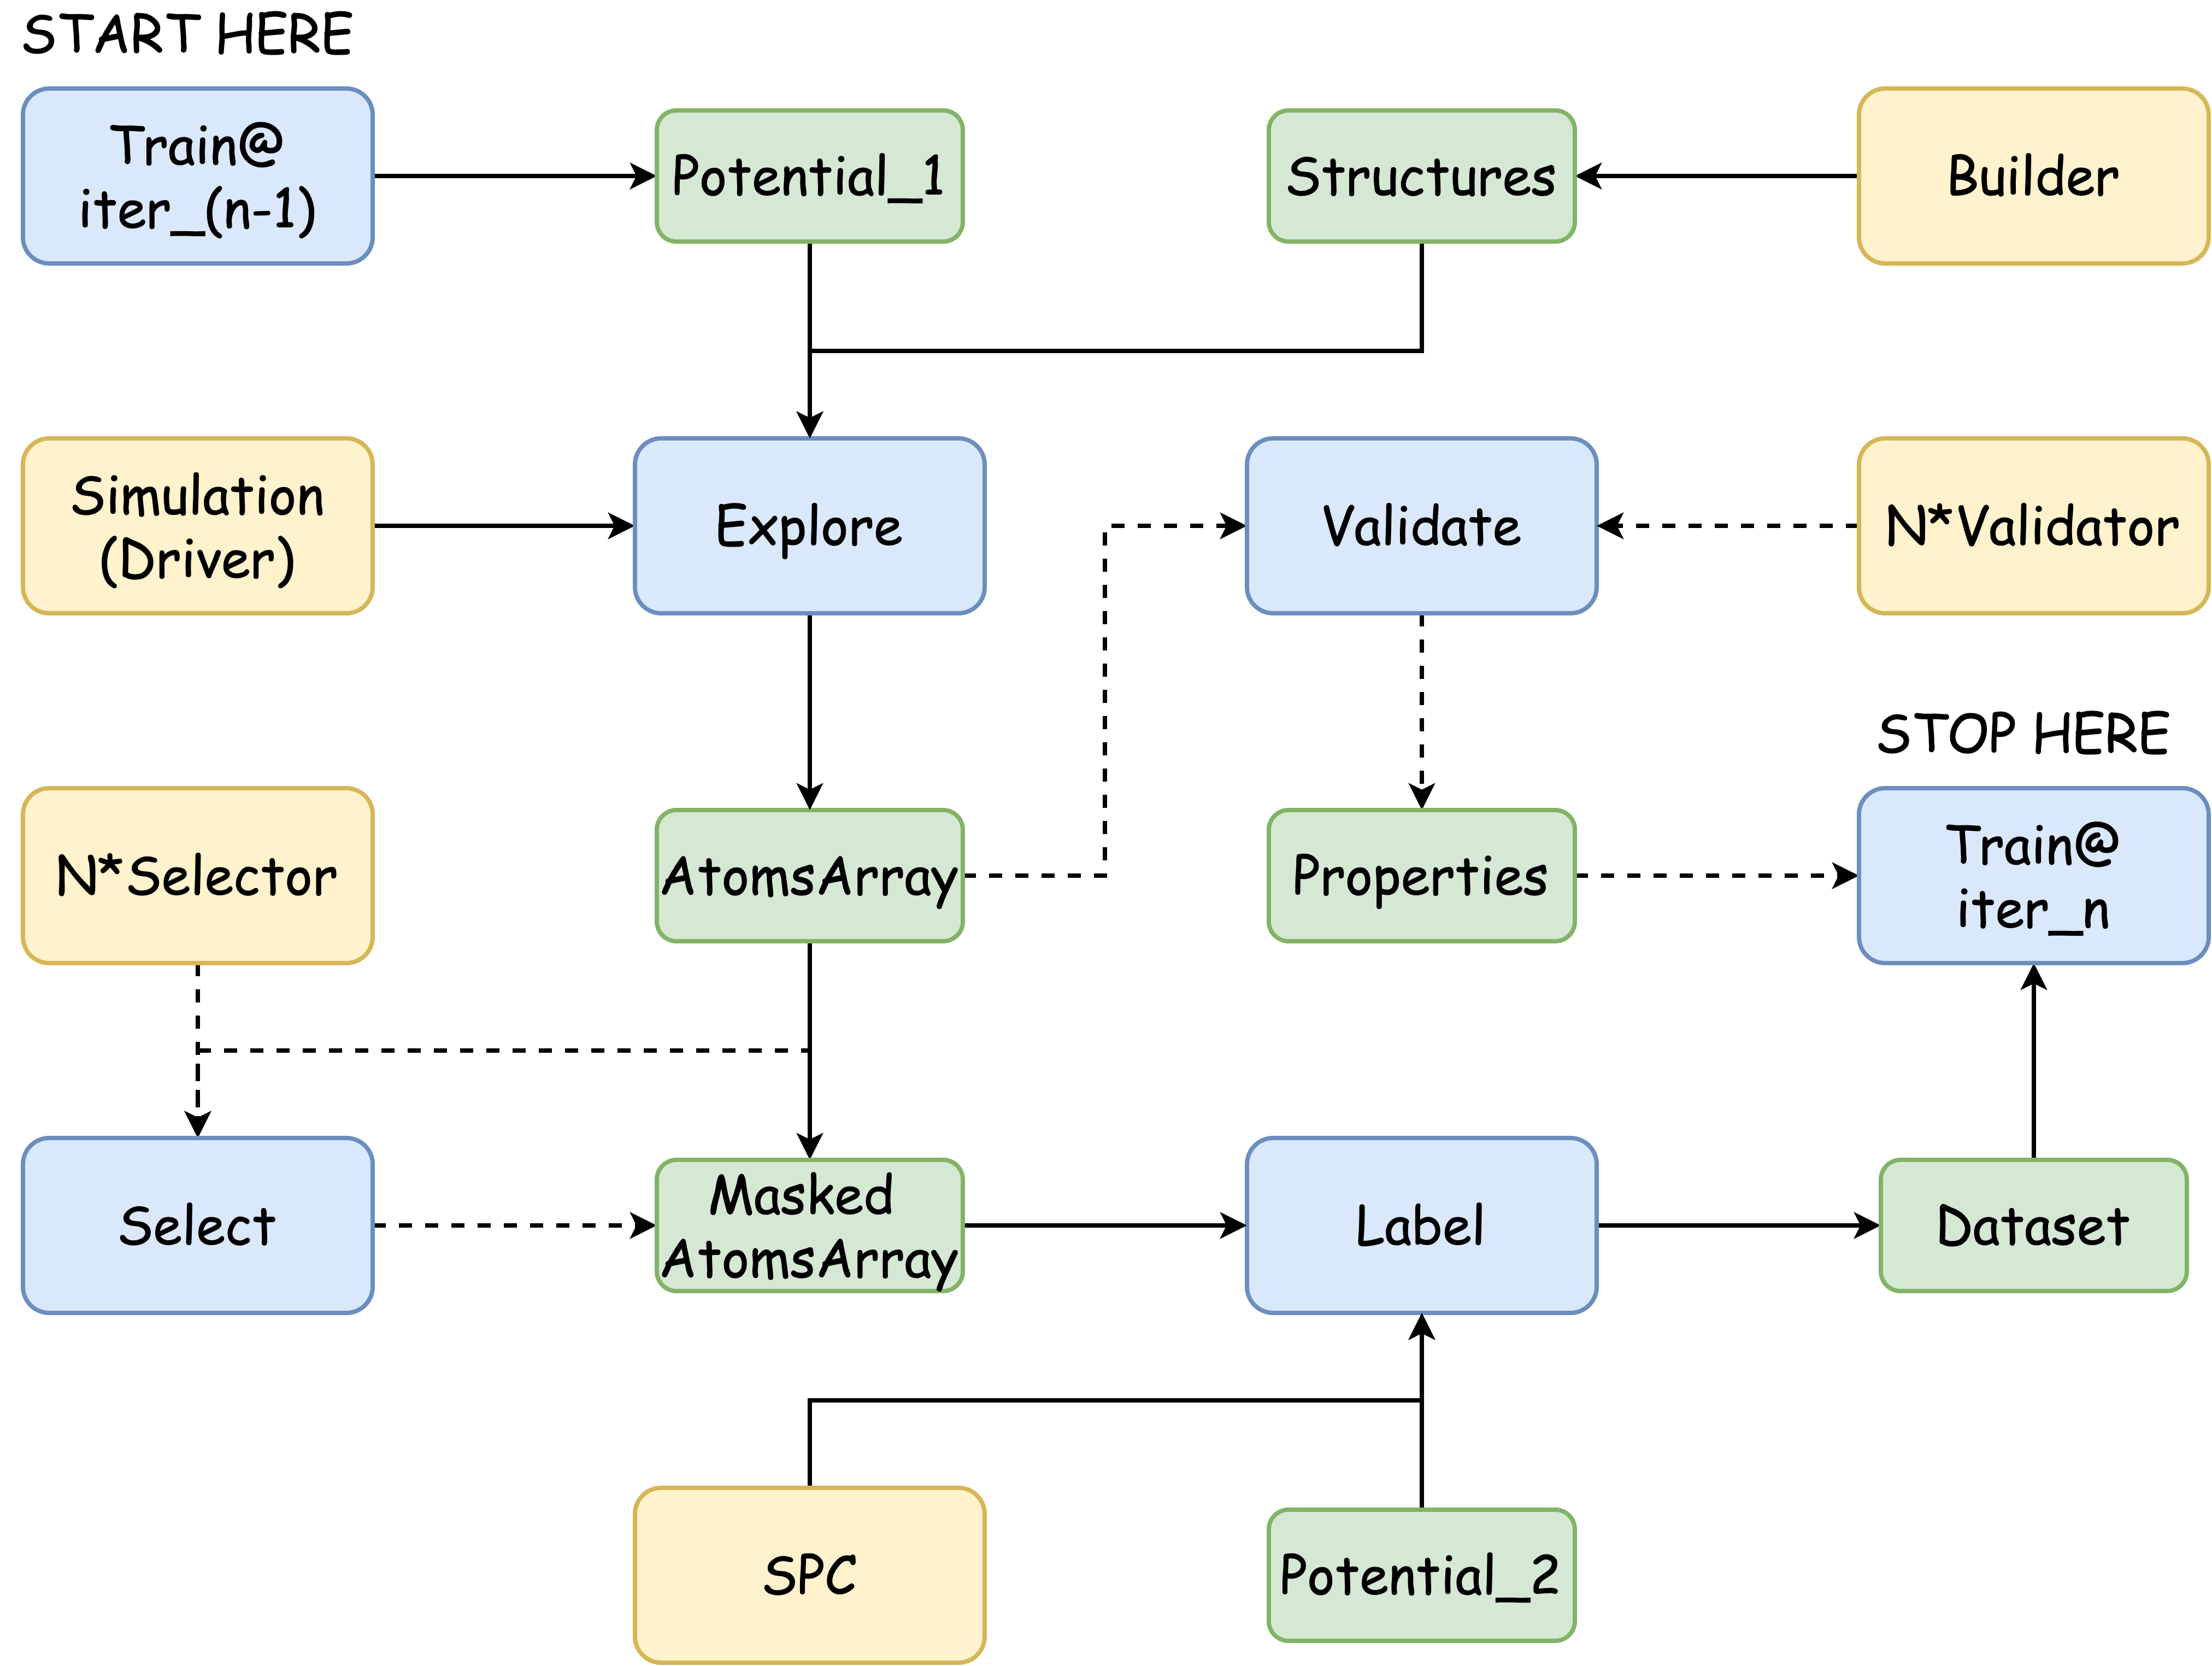 START HERE
Train@
iter_(n-1)
Potential_1
Structures
Builder
Simulation
(Driver)
Explore
Validate
N*Validator
STOP HERE
N*Selector
AtomsArray
Properties
Train@
iter_n
Select
Masked
AtomsArray
Label
Dataset
SPC
Potential_2